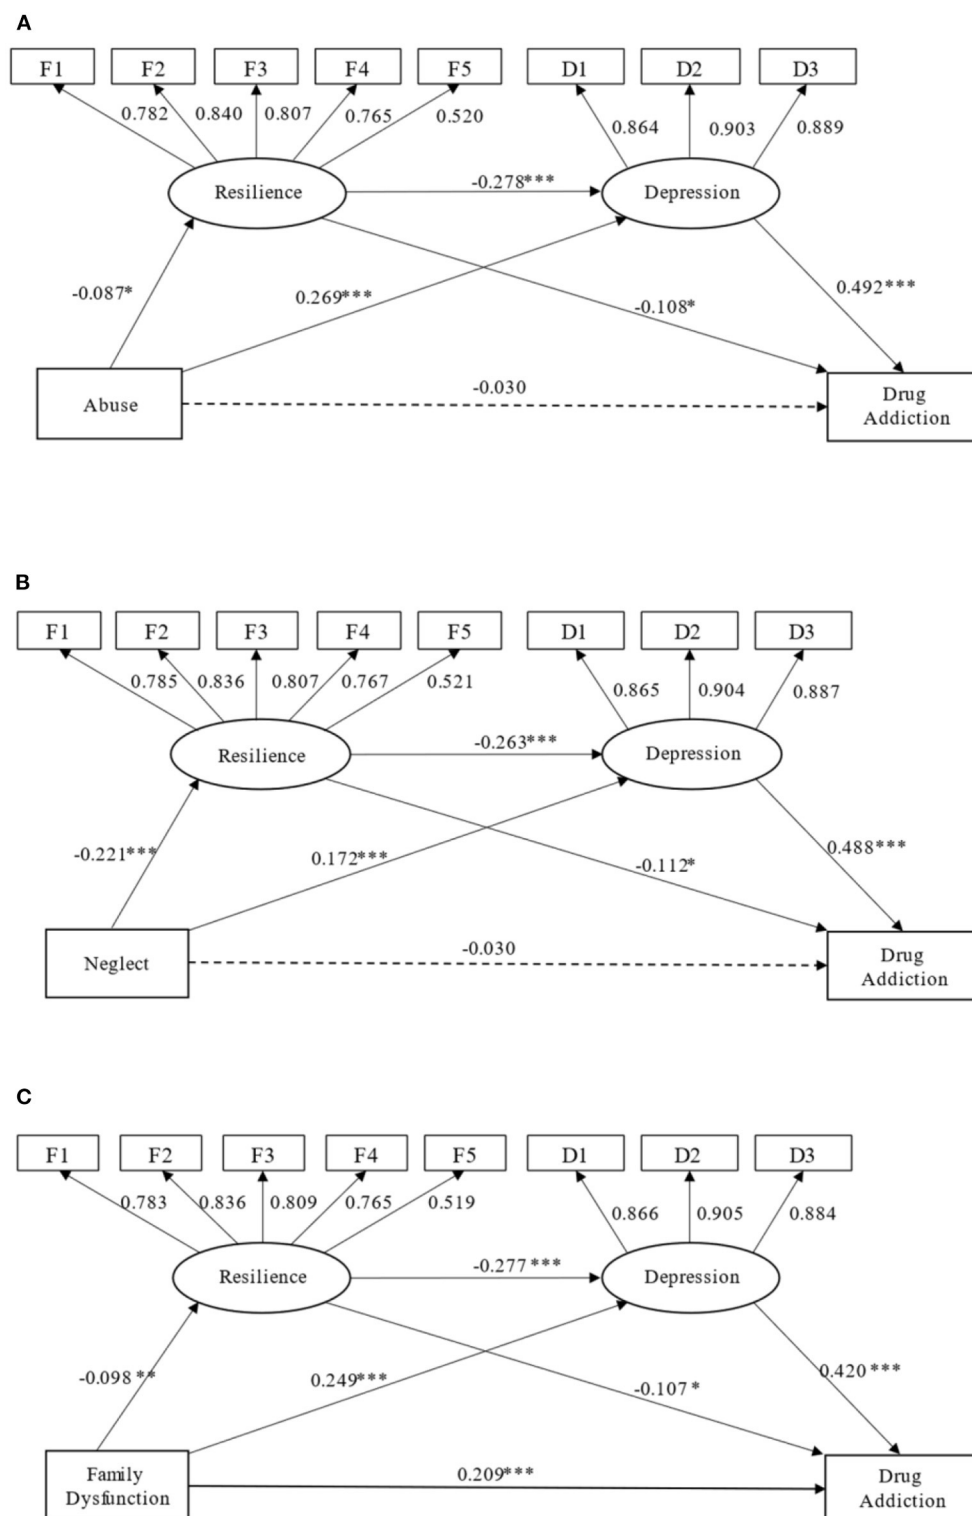 A
F1 F2 F3 F4 F5 D1 D2 D3
0.782 0.840 0.807 0.765 0.520 0.864 0.903 0.889
Resilience -0.278*** Depression
-0.087* 0.269*** -0.108* 0.492***
Abuse -0.030 Drug
Addiction
B
F1 F2 F3 F4 F5 D1 D2 D3
0.785 0.836 0.807 0.767 0.521 0.865 0.904 0.887
Resilience -0.263*** Depression
-0.221*** 0.172*** -0.112* 0.488***
Neglect -0.030 Drug
Addiction
C
F1 F2 F3 F4 F5 D1 D2 D3
0.783 0.836 0.809 0.765 0.519 0.866 0.905 0.884
Resilience -0.277*** Depression
-0.098** 0.249*** -0.107* 0.420***
Family 0.209*** Drug
Dysfunction Addiction